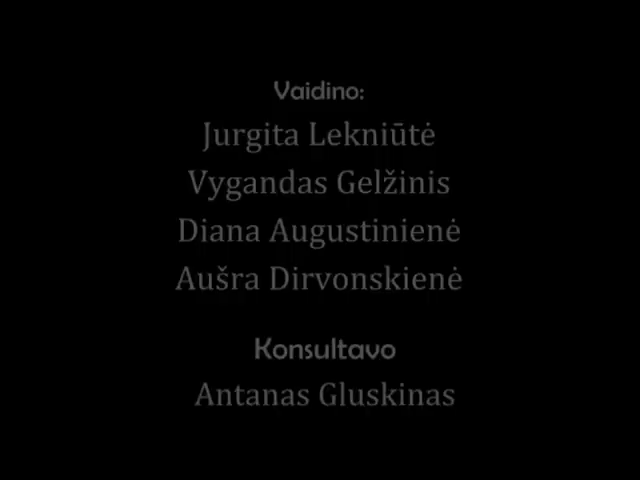 Vaidino:
Jurgita Lekniūtė
Vygandas Gelžinis
Diana Augustinienė
Aušra Dirvonskienė
Konsultavo
Antanas Gluskinas